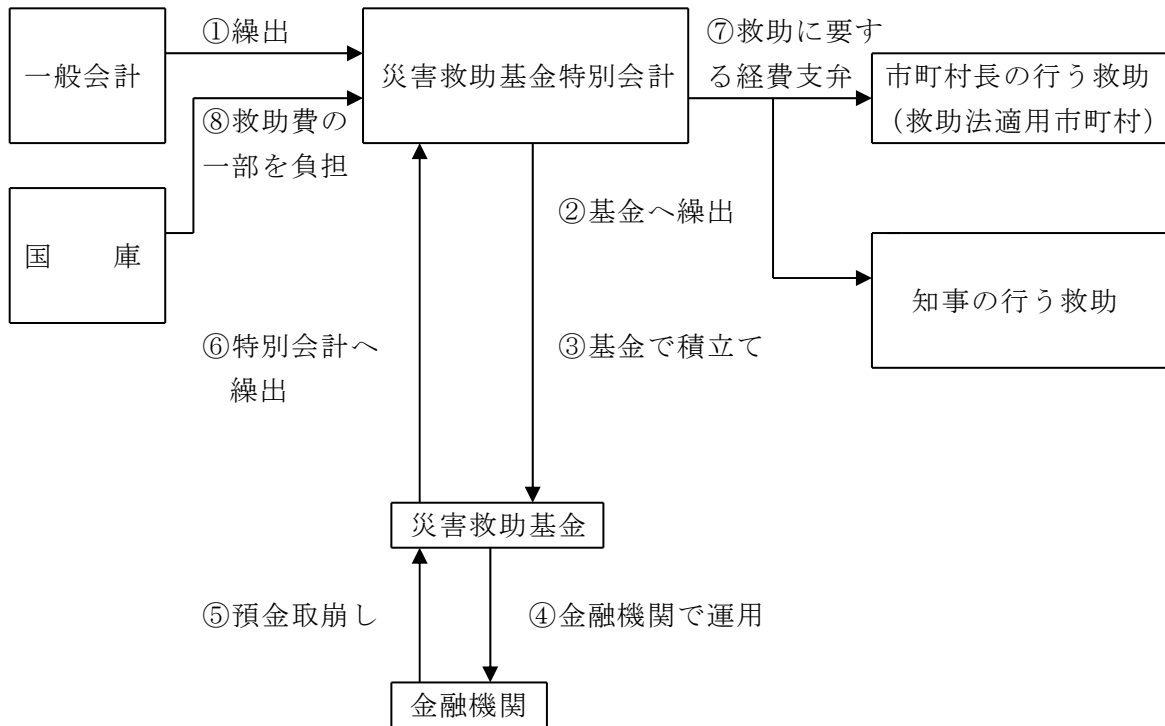 ①繰出
一般会計
災害救助基金特別会計
⑦救助に要す
る経費支弁
市町村長の行う救助
（救助法適用市町村）
⑧救助費の
一部を負担
国　　庫
②基金へ繰出
知事の行う救助
⑥特別会計へ
繰出
③基金で積立て
災害救助基金
⑤預金取崩し
④金融機関で運用
金融機関